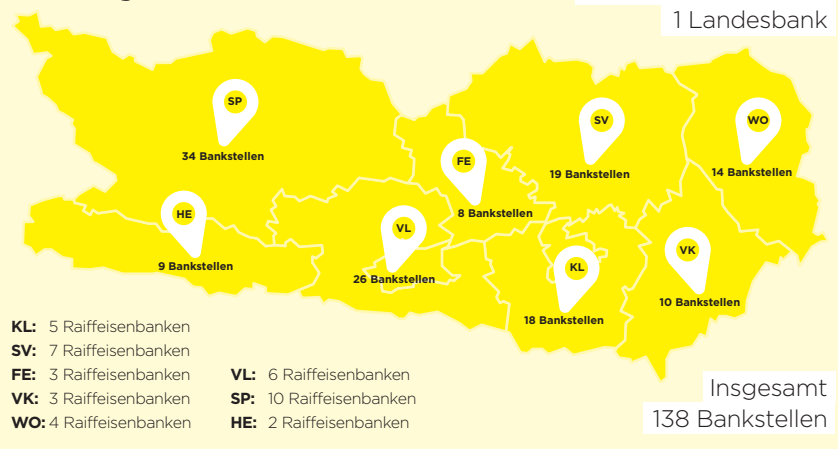 1 Landesbank
SP
34 Bankstellen
SV
19 Bankstellen
WO
14 Bankstellen
FE
8 Bankstellen
HE
9 Bankstellen
VL
26 Bankstellen
KL
18 Bankstellen
VK
10 Bankstellen
KL: 5 Raiffeisenbanken
SV: 7 Raiffeisenbanken
FE: 3 Raiffeisenbanken
VK: 3 Raiffeisenbanken
WO: 4 Raiffeisenbanken
VL: 6 Raiffeisenbanken
SP: 10 Raiffeisenbanken
HE: 2 Raiffeisenbanken
Insgesamt
138 Bankstellen